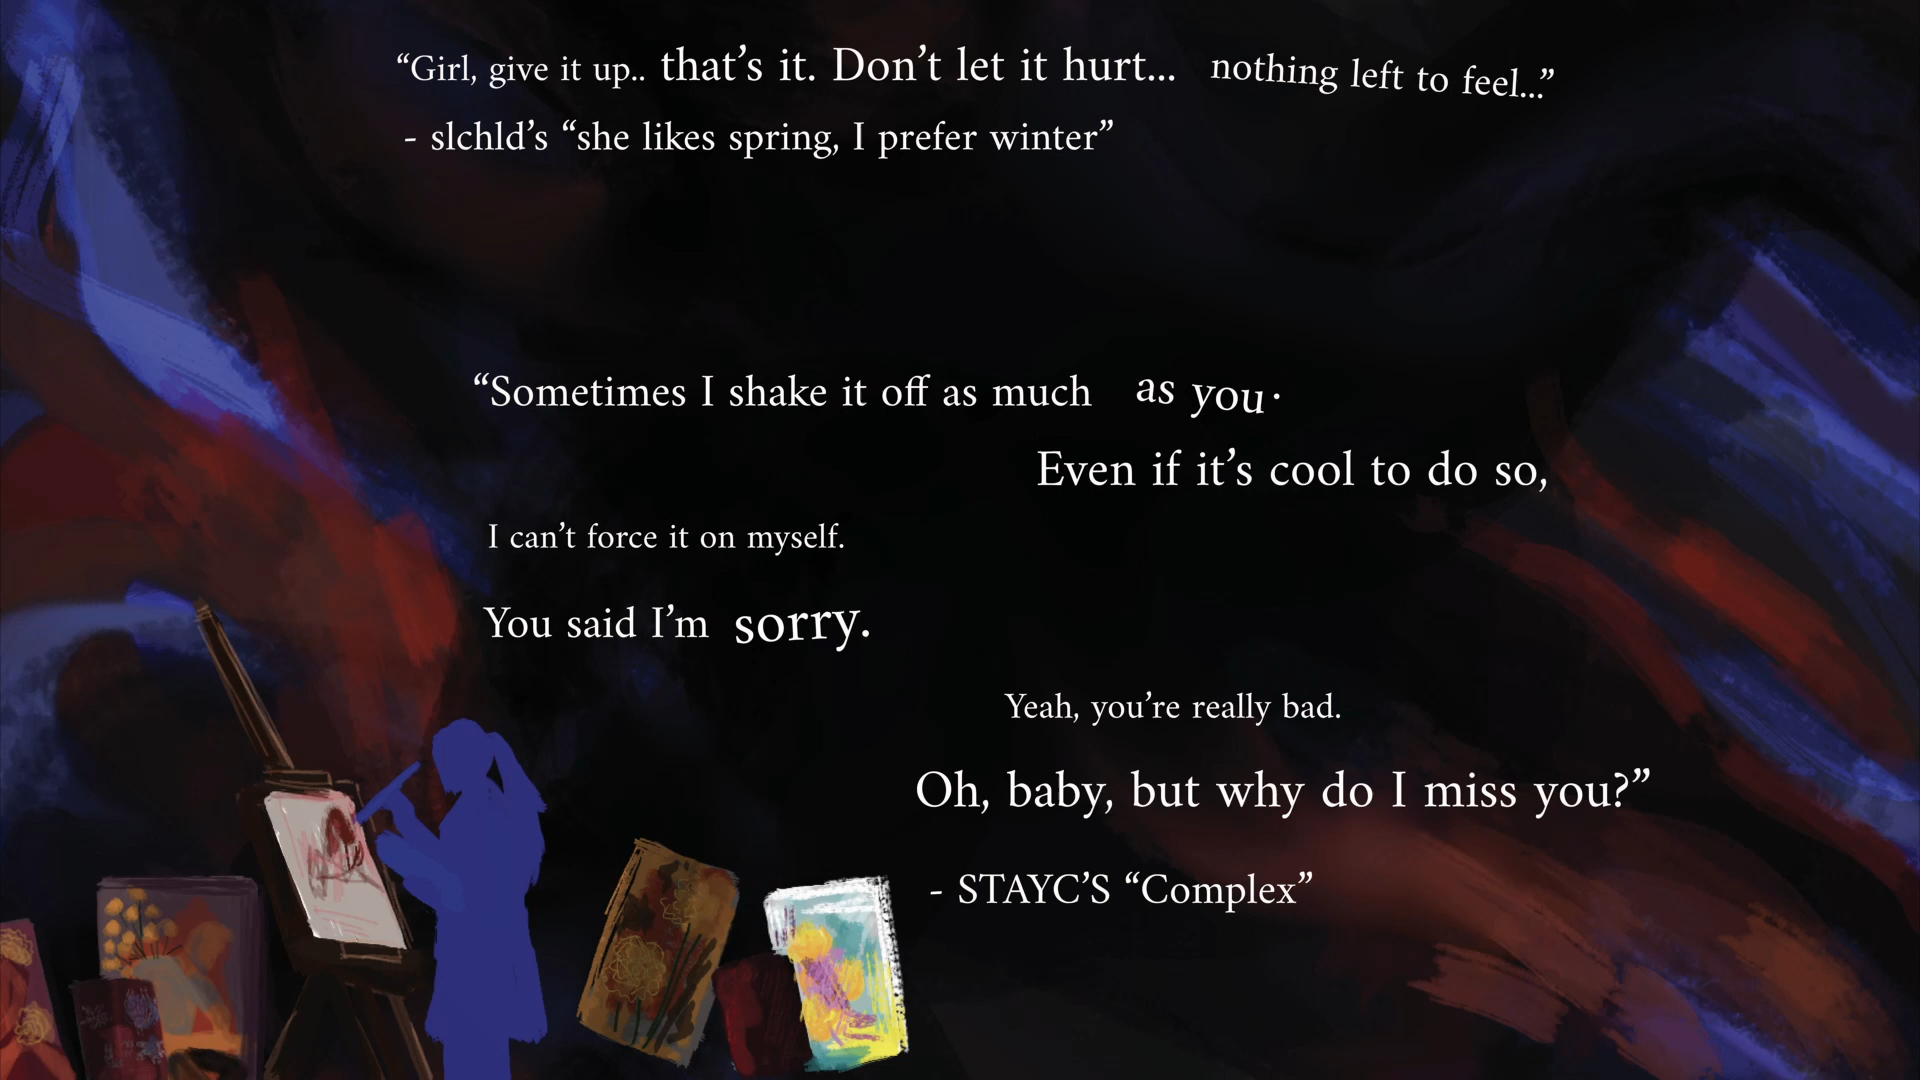 “Girl, give it up.. that’s it. Don’t let it hurt... nothing left to feel...”
- slchld’s “she likes spring, I prefer winter”
“Sometimes I shake it off as much as you.
Even if it’s cool to do so,
I can’t force it on myself.
You said I’m sorry.
Yeah, you’re really bad.
Oh, baby, but why do I miss you?”
- STAYC’S “Complex”